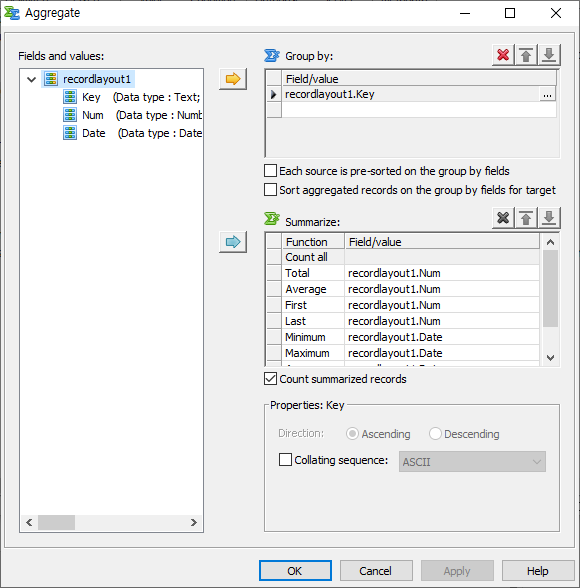 Aggregate
Fields and values:
recordlayout1
Key (Data type : Text;
Num (Data type : Numb
Date (Data type : Date
Group by:
Field/value
recordlayout1.Key
...
Each source is pre-sorted on the group by fields
Sort aggregated records on the group by fields for target
Summarize:
Function Field/value
Count all
Total recordlayout1.Num
Average recordlayout1.Num
First recordlayout1.Num
Last recordlayout1.Num
Minimum recordlayout1.Date
Maximum recordlayout1.Date
Count summarized records
Properties: Key
Direction: Ascending Descending
Collating sequence: ASCII
OK Cancel Apply Help